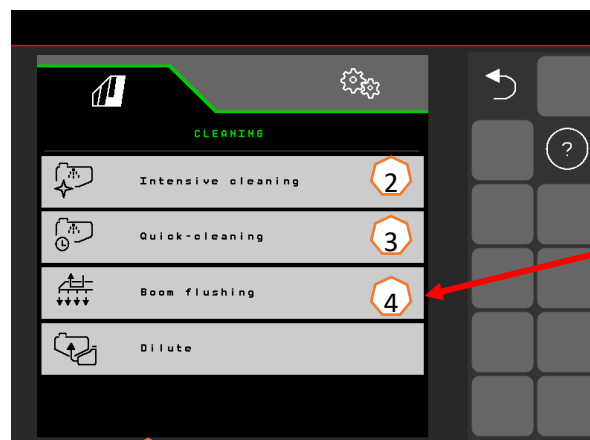 CLEANING
?
Intensive cleaning 2
Quick-cleaning 3
Boom flushing 4
Dilute